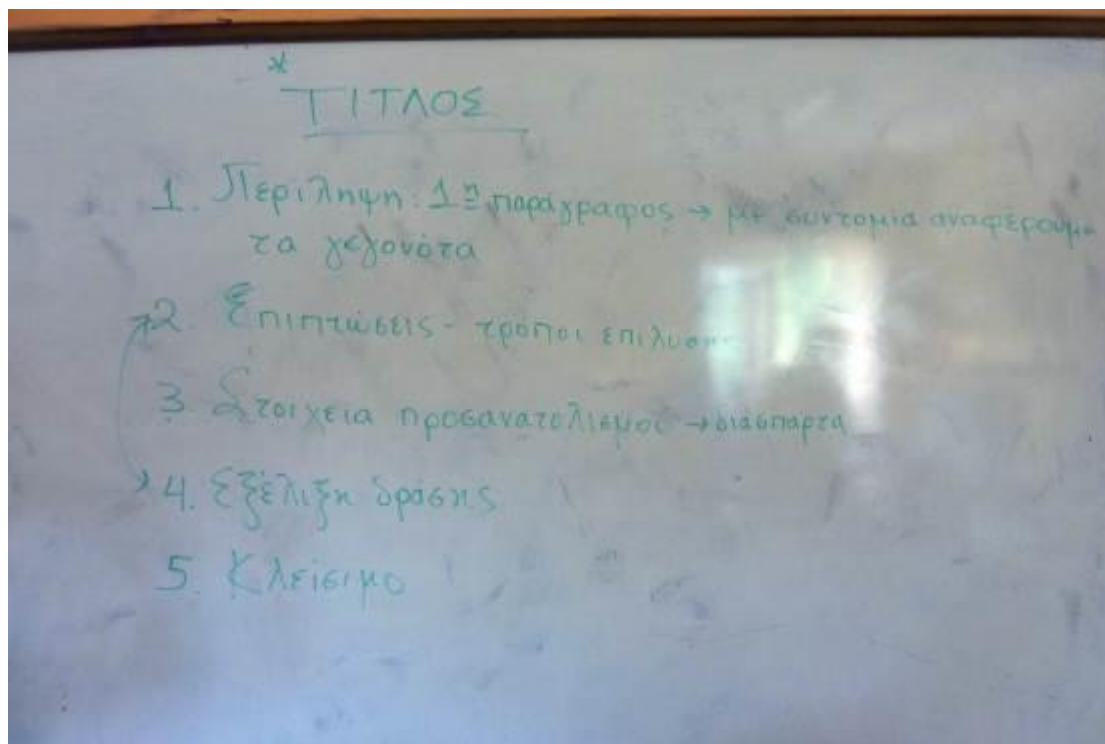 *
ΤΙΤΛΟΣ
1. Περίληψη: 1η παράγραφος → με συντομία αναφέρουμε
τα γεγονότα
2. Επιπτώσεις - τρόποι
3. Στοιχεία προσανατολισμού → διάσπαρτα
4. Εξέλιξη δράσης
5. Κλείσιμο